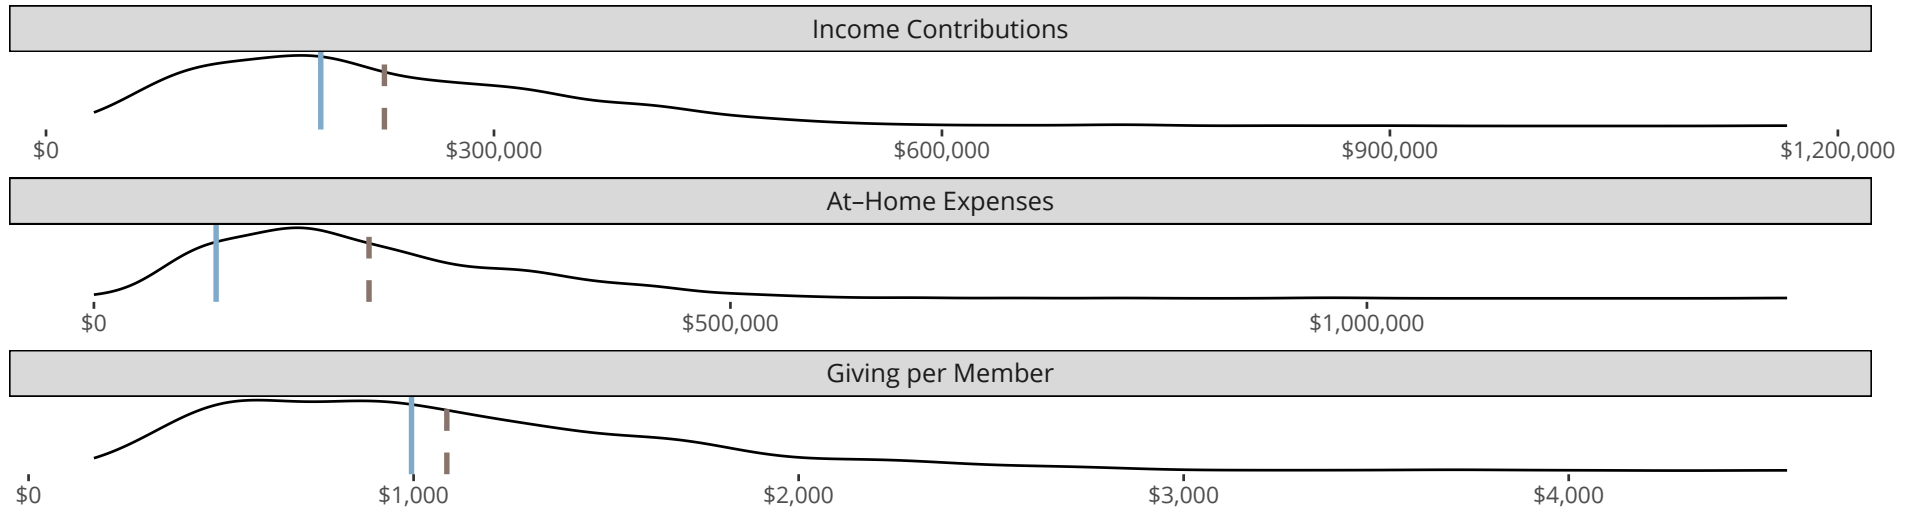 Income Contributions
$0 $300,000 $600,000 $900,000 $1,200,000
At–Home Expenses
$0 $500,000 $1,000,000
Giving per Member
$0 $1,000 $2,000 $3,000 $4,000